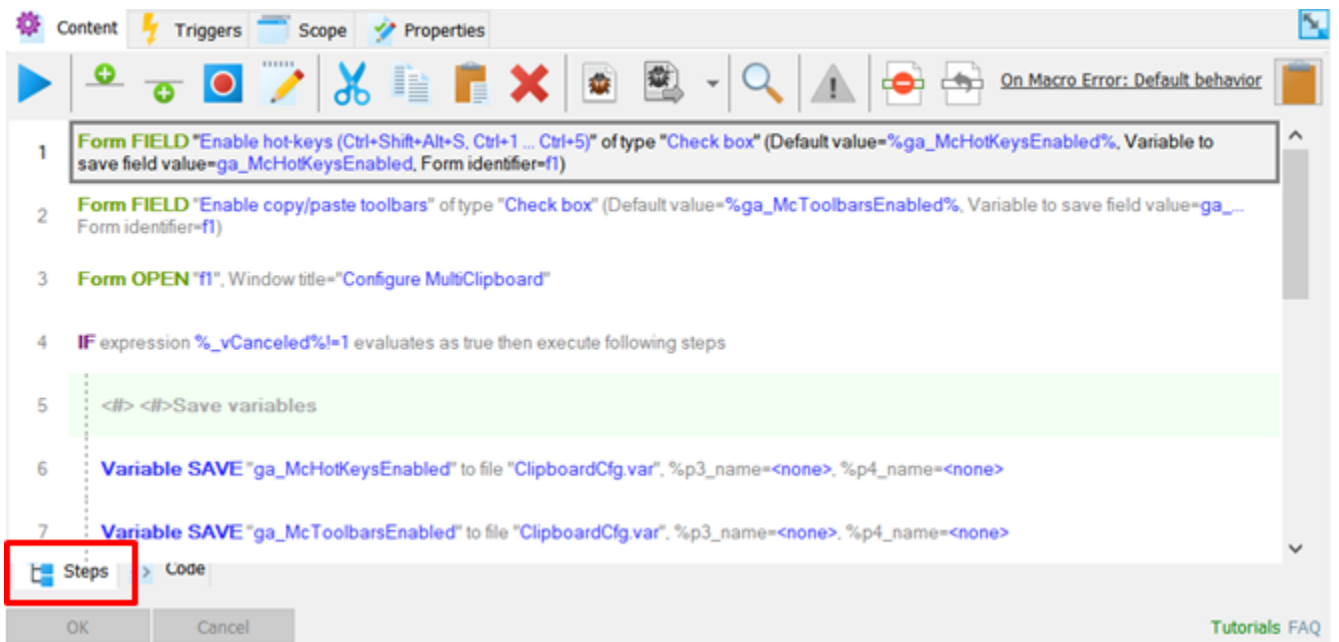 Content Triggers Scope Properties
On Macro Error: Default behavior
1 Form FIELD "Enable hot-keys (Ctrl+Shift+Alt+S, Ctrl+1 ... Ctrl+5)" of type "Check box" (Default value=%ga_McHotKeysEnabled%, Variable to
save field value=ga_McHotKeysEnabled, Form identifier=f1)
2 Form FIELD "Enable copy/paste toolbars" of type "Check box" (Default value=%ga_McToolbarsEnabled%, Variable to save field value=ga_...
Form identifier=f1)
3 Form OPEN "f1", Window title="Configure MultiClipboard"
4 IF expression %_vCanceled%!=1 evaluates as true then execute following steps
5 <#> <#>Save variables
6 Variable SAVE "ga_McHotKeysEnabled" to file "ClipboardCfg.var", %p3_name=<none>, %p4_name=<none>
7 Variable SAVE "ga_McToolbarsEnabled" to file "ClipboardCfg.var", %p3_name=<none>, %p4_name=<none>
Steps Code
OK Cancel Tutorials FAQ